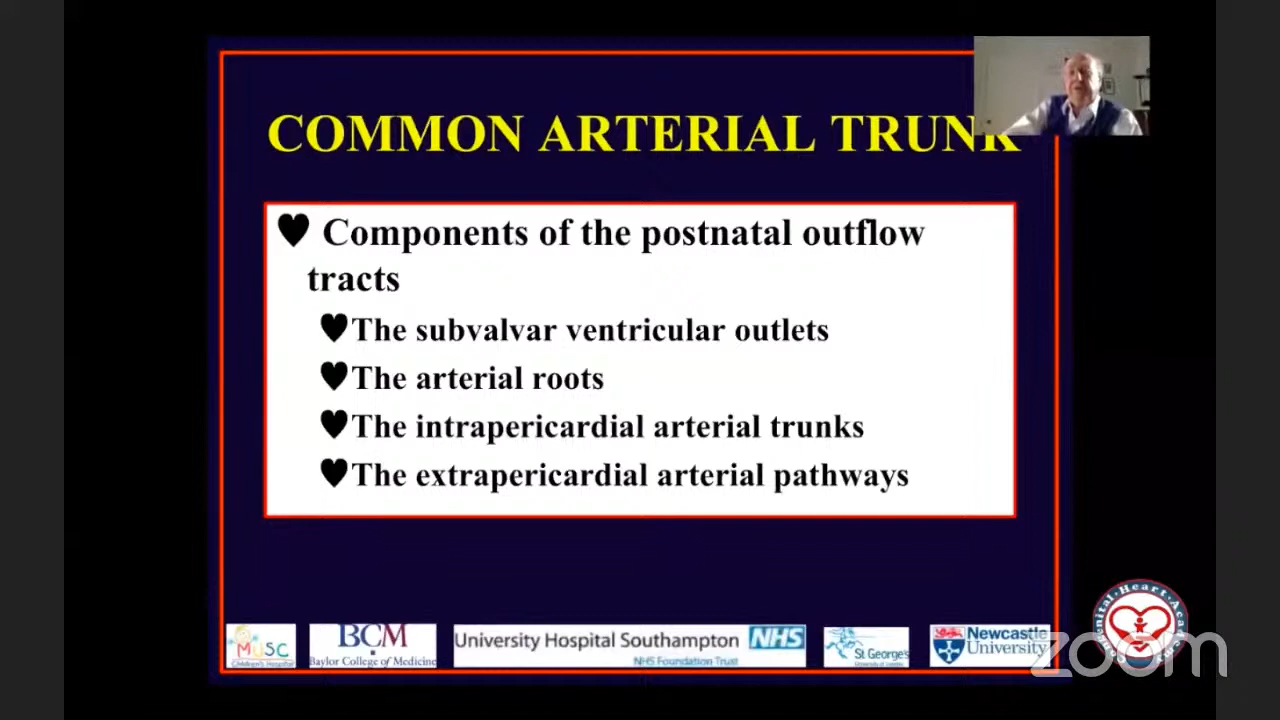 COMMON ARTERIAL TRUNK
Components of the postnatal outflow
tracts
The subvalvar ventricular outlets
The arterial roots
The intrapericardial arterial trunks
The extrapericardial arterial pathways
MUSC
Children's Hospital
BCM
Baylor College of Medicine
University Hospital Southampton NHS
NHS Foundation Trust
St George's
University of London
Newcastle
University
Heart
zoom